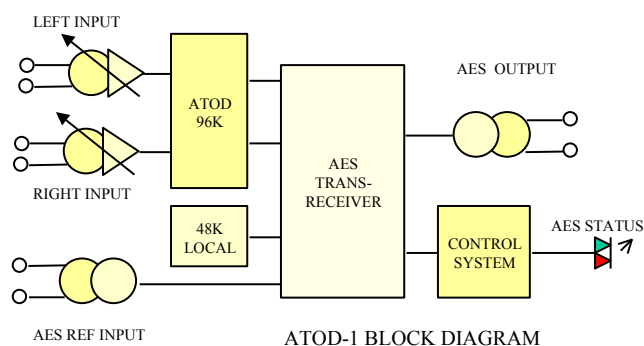 LEFT INPUT
ATOD
96K
AES OUTPUT
RIGHT INPUT
AES
TRANS-
RECEIVER
48K
LOCAL
CONTROL
SYSTEM
AES STATUS
AES REF INPUT
ATOD-1 BLOCK DIAGRAM